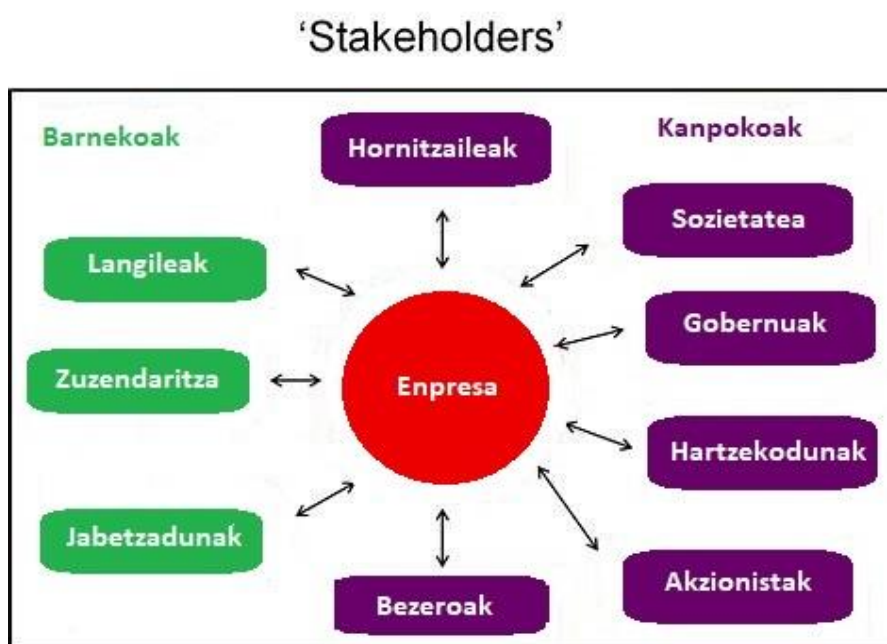 ‘Stakeholders’
Barnekoak
Hornitzaileak
Kanpokoak
Sozietatea
Langileak
Gobernuak
Zuzendaritza
Enpresa
Hartzekodunak
Jabetzadunak
Bezeroak
Akzionistak